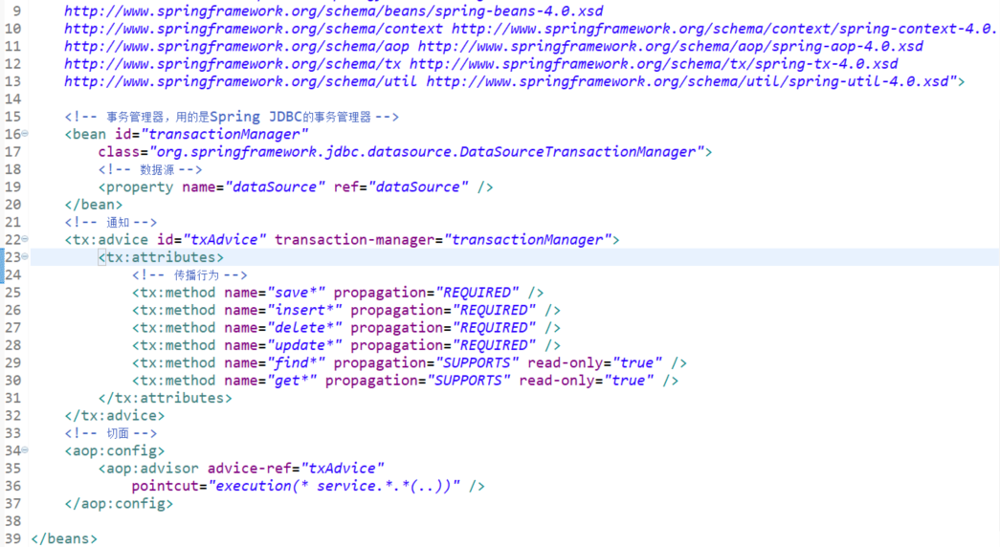 9 http://www.springframework.org/schema/beans/spring-beans-4.0.xsd
10 http://www.springframework.org/schema/context http://www.springframework.org/schema/context/spring-context-4.0.
11 http://www.springframework.org/schema/aop http://www.springframework.org/schema/aop/spring-aop-4.0.xsd
12 http://www.springframework.org/schema/tx http://www.springframework.org/schema/tx/spring-tx-4.0.xsd
13 http://www.springframework.org/schema/util http://www.springframework.org/schema/util/spring-util-4.0.xsd">
14
15 <!-- 事务管理器，用的是Spring JDBC的事务管理器 -->
16 <bean id="transactionManager"
17 class="org.springframework.jdbc.datasource.DataSourceTransactionManager">
18 <!-- 数据源 -->
19 <property name="dataSource" ref="dataSource" />
20 </bean>
21 <!-- 通知 -->
22 <tx:advice id="txAdvice" transaction-manager="transactionManager">
23 <tx:attributes>
24 <!-- 传播行为 -->
25 <tx:method name="save*" propagation="REQUIRED" />
26 <tx:method name="insert*" propagation="REQUIRED" />
27 <tx:method name="delete*" propagation="REQUIRED" />
28 <tx:method name="update*" propagation="REQUIRED" />
29 <tx:method name="find*" propagation="SUPPORTS" read-only="true" />
30 <tx:method name="get*" propagation="SUPPORTS" read-only="true" />
31 </tx:attributes>
32 </tx:advice>
33 <!-- 切面 -->
34 <aop:config>
35 <aop:advisor advice-ref="txAdvice"
36 pointcut="execution(* service.*.*(..))" />
37 </aop:config>
38
39 </beans>